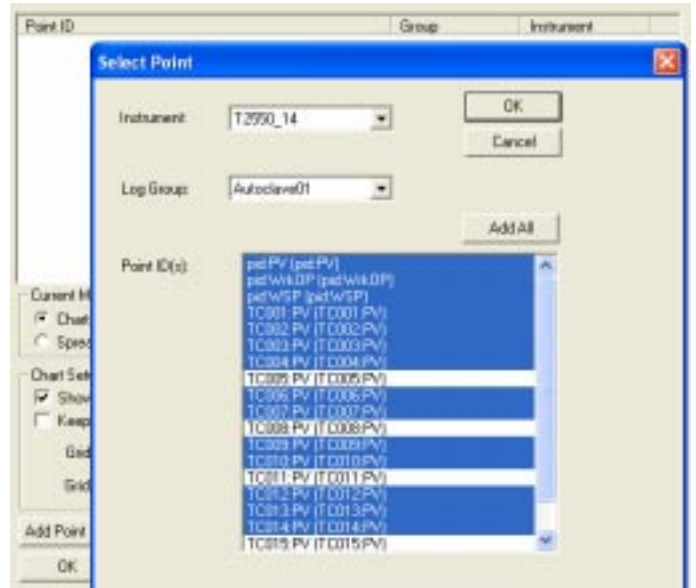 Point ID Group Instrument
Select Point
Instrument: T2550_14 OK
Cancel
Log Group: Autoclave01
Add All
Point ID(s): pid:PV (pid:PV)
pid:WrkOP (pid:WrkOP)
pid:WSP (pid:WSP)
TC001:PV (TC001:PV)
TC002:PV (TC002:PV)
TC003:PV (TC003:PV)
TC004:PV (TC004:PV)
TC005:PV (TC005:PV)
TC006:PV (TC006:PV)
TC007:PV (TC007:PV)
TC008:PV (TC008:PV)
TC009:PV (TC009:PV)
TC010:PV (TC010:PV)
TC011:PV (TC011:PV)
TC012:PV (TC012:PV)
TC013:PV (TC013:PV)
TC014:PV (TC014:PV)
TC015:PV (TC015:PV)
Current M
Chart
Spread
Chart Sett
Show
Keep
Grid
Grid
Add Point
OK